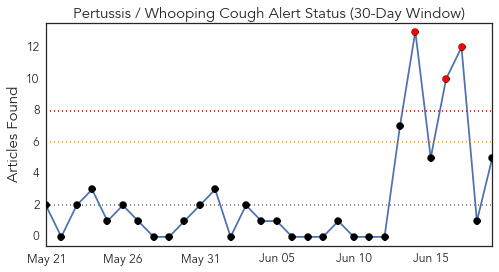 Pertussis / Whooping Cough Alert Status (30-Day Window)
Articles Found
12
10
8
6
4
2
0
May 21 May 26 May 31 Jun 05 Jun 10 Jun 15